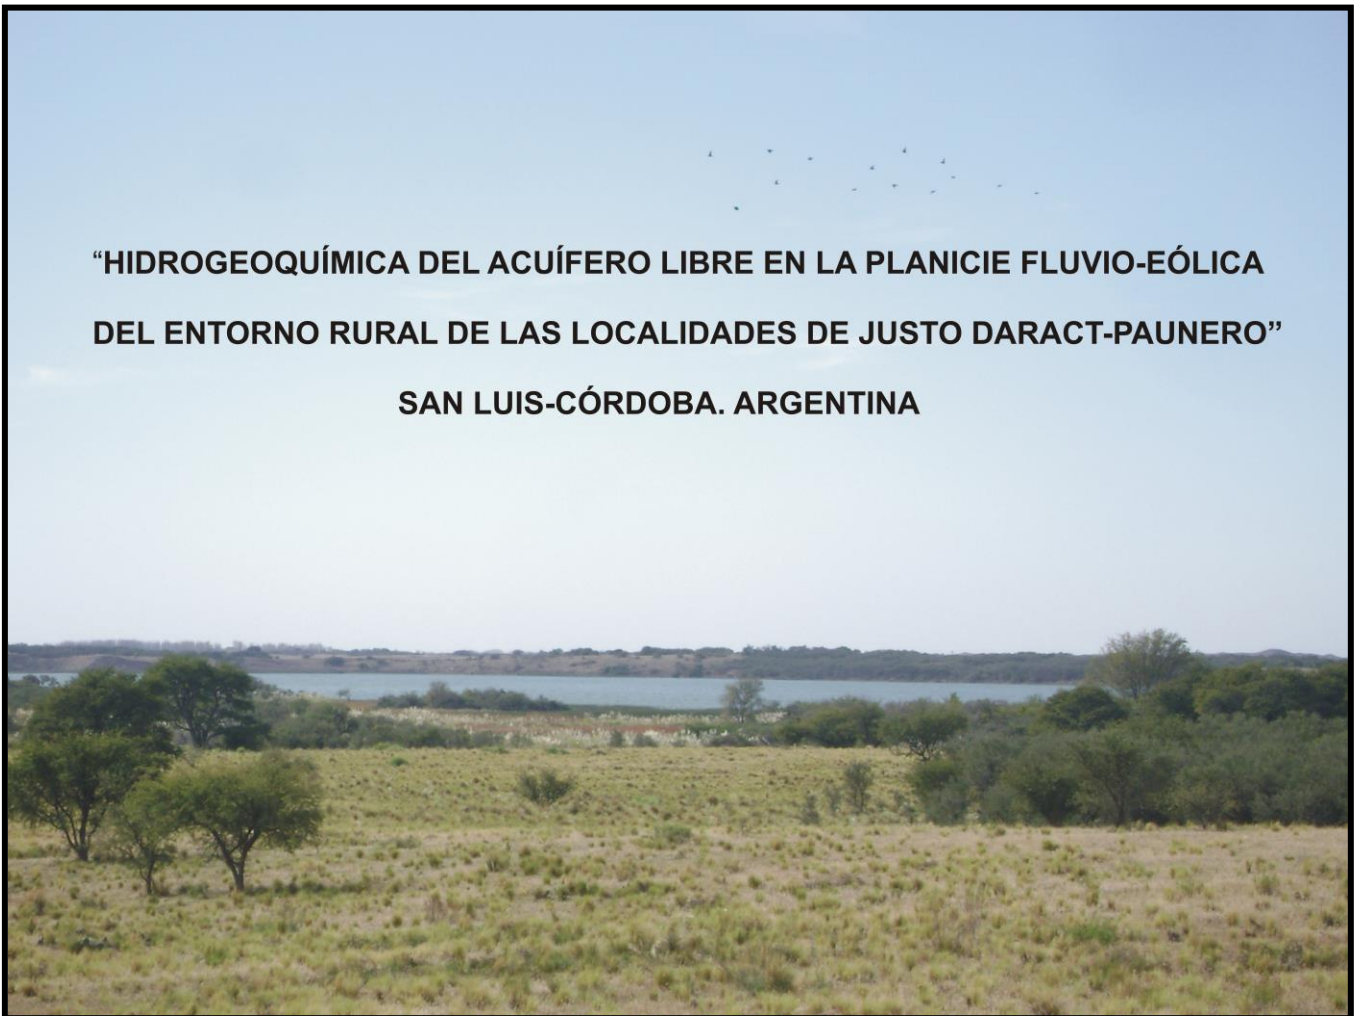 “HIDROGEOQUÍMICA DEL ACUÍFERO LIBRE EN LA PLANICIE FLUVIO-EÓLICA
DEL ENTORNO RURAL DE LAS LOCALIDADES DE JUSTO DARACT-PAUNERO”
SAN LUIS-CÓRDOBA. ARGENTINA